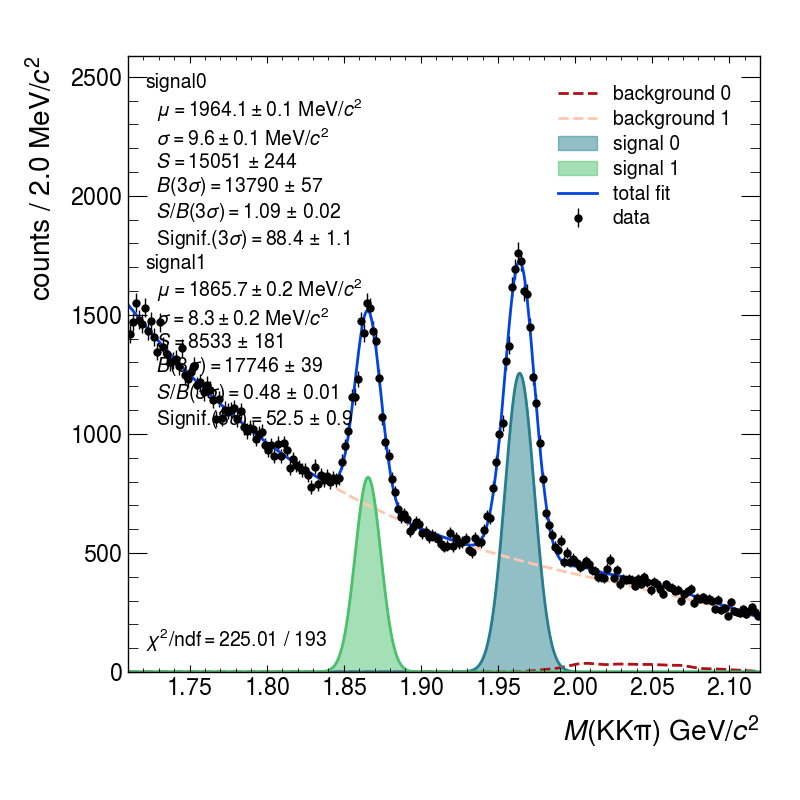 counts / 2.0 MeV/c²
2500
2000
1500
1000
500
0
signal0
μ = 1964.1 ± 0.1 MeV/c²
σ = 9.6 ± 0.1 MeV/c²
S = 15051 ± 244
B(3σ) = 13790 ± 57
S/B(3σ) = 1.09 ± 0.02
Signif.(3σ) = 88.4 ± 1.1
signal1
μ = 1865.7 ± 0.2 MeV/c²
σ = 8.3 ± 0.2 MeV/c²
S = 8533 ± 181
B(3σ) = 17746 ± 39
S/B(3σ) = 0.48 ± 0.01
Signif.(3σ) = 52.5 ± 0.9
background 0
background 1
signal 0
signal 1
total fit
data
χ²/ndf = 225.01 / 193
1.75 1.80 1.85 1.90 1.95 2.00 2.05 2.10
M(KKπ) GeV/c²